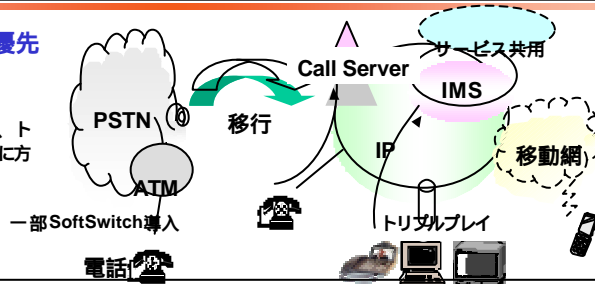 優先
サービス共用
Call Server
IMS
、ト
に方
PSTN
移行
IP
移動網
ATM
一部SoftSwitch導入
トリプルプレイ
電話